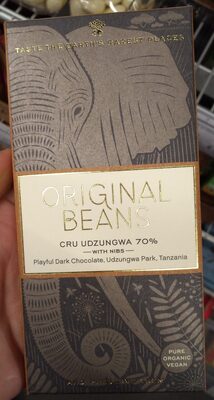 TASTE THE EARTH'S RAREST PLACES
ORIGINAL
BEANS
CRU UDZUNGWA 70%
WITH NIBS
Playful Dark Chocolate, Udzungwa Park, Tanzania
PURE
ORGANIC
VEGAN